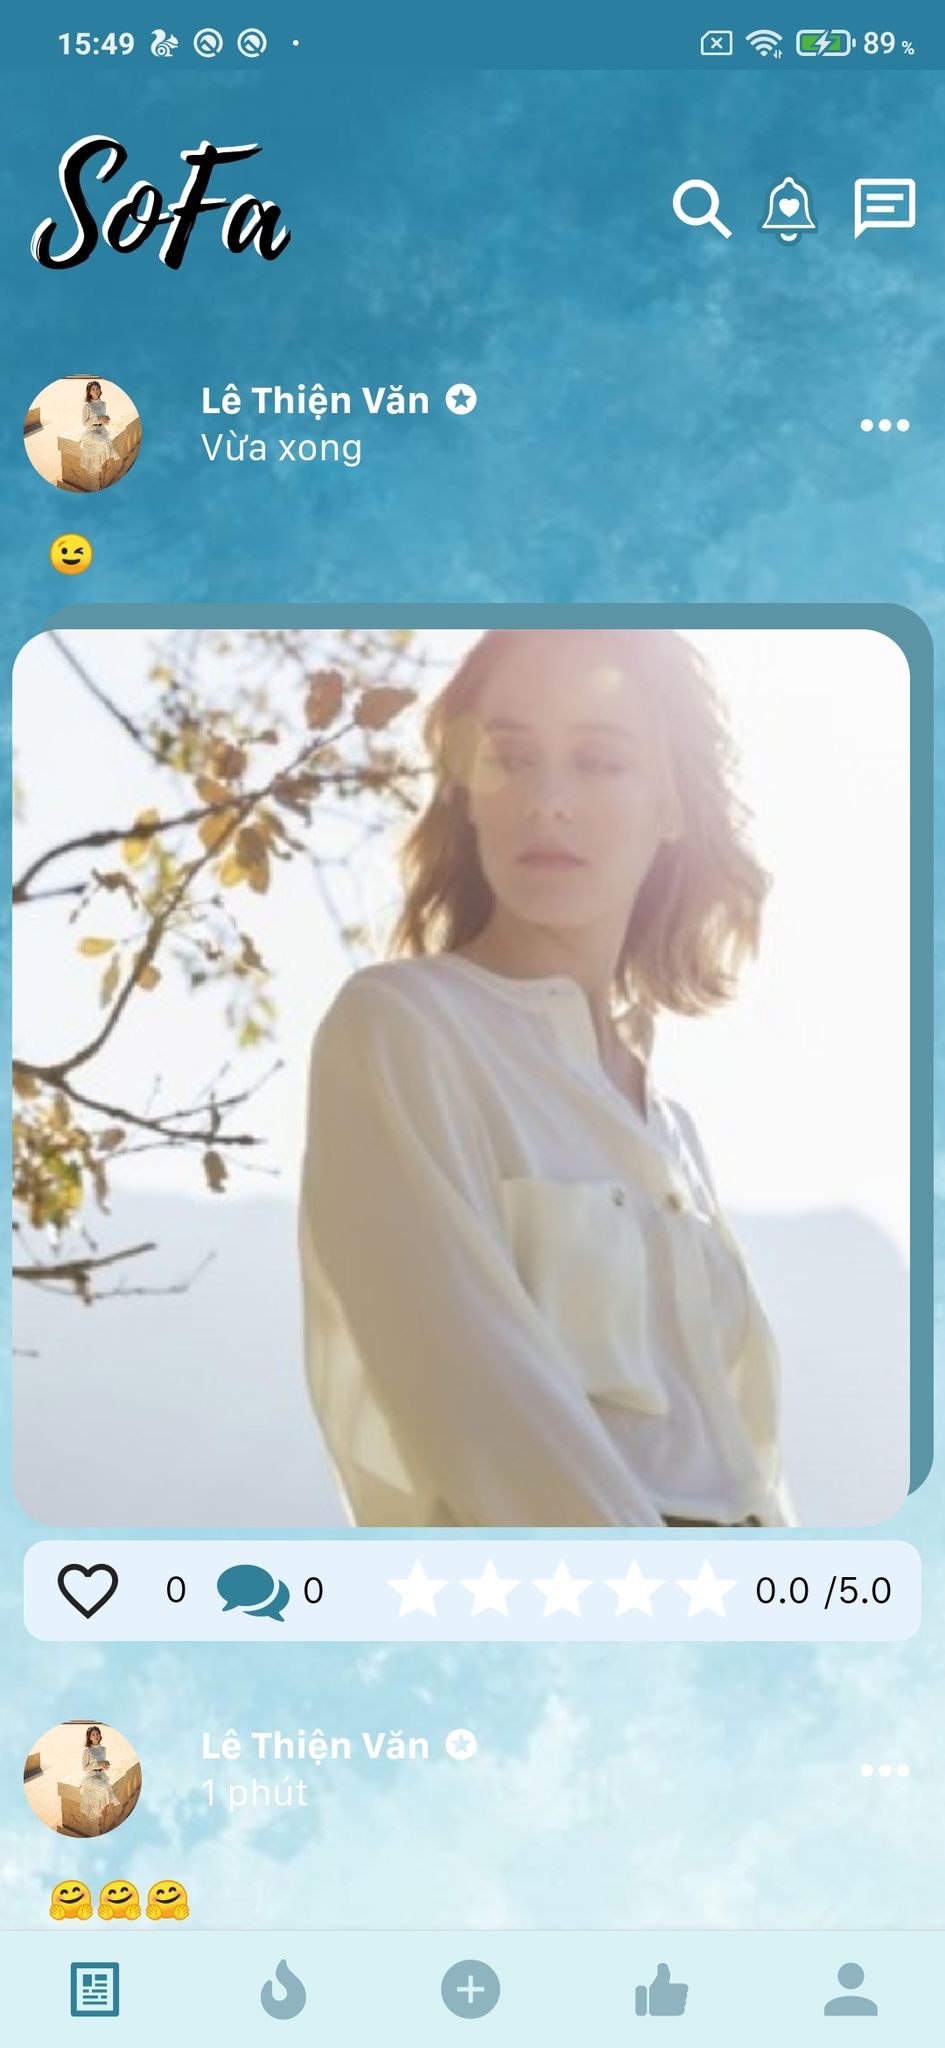 15:49
89 %
SoFa
Lê Thiện Văn
Vừa xong
0
0
0.0 /5.0
Lê Thiện Văn
1 phút